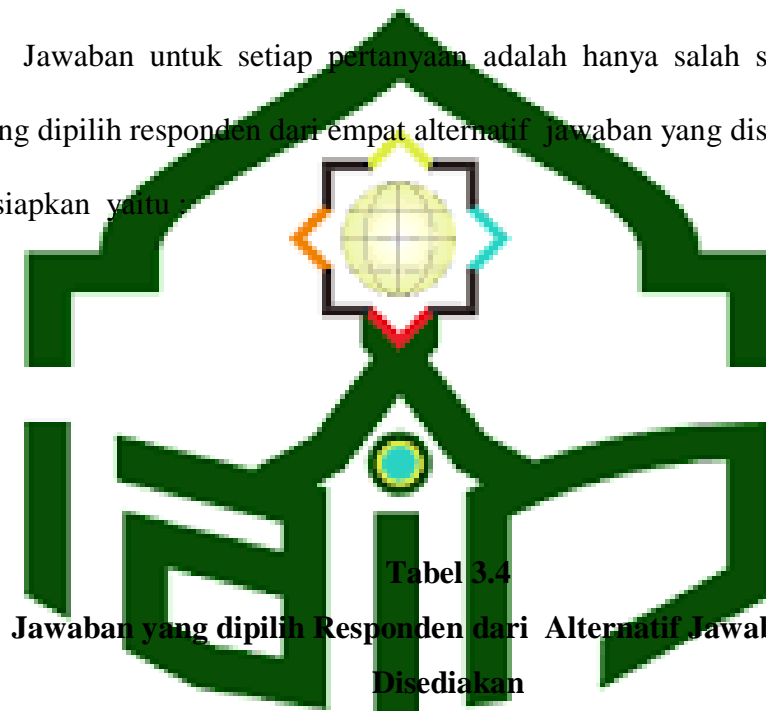 Jawaban untuk setiap pertanyaan adalah hanya salah s
ng dipilih responden dari empat alternatif jawaban yang dis
siapkan yaitu :
Tabel 3.4
Jawaban yang dipilih Responden dari Alternatif Jawab
Disediakan